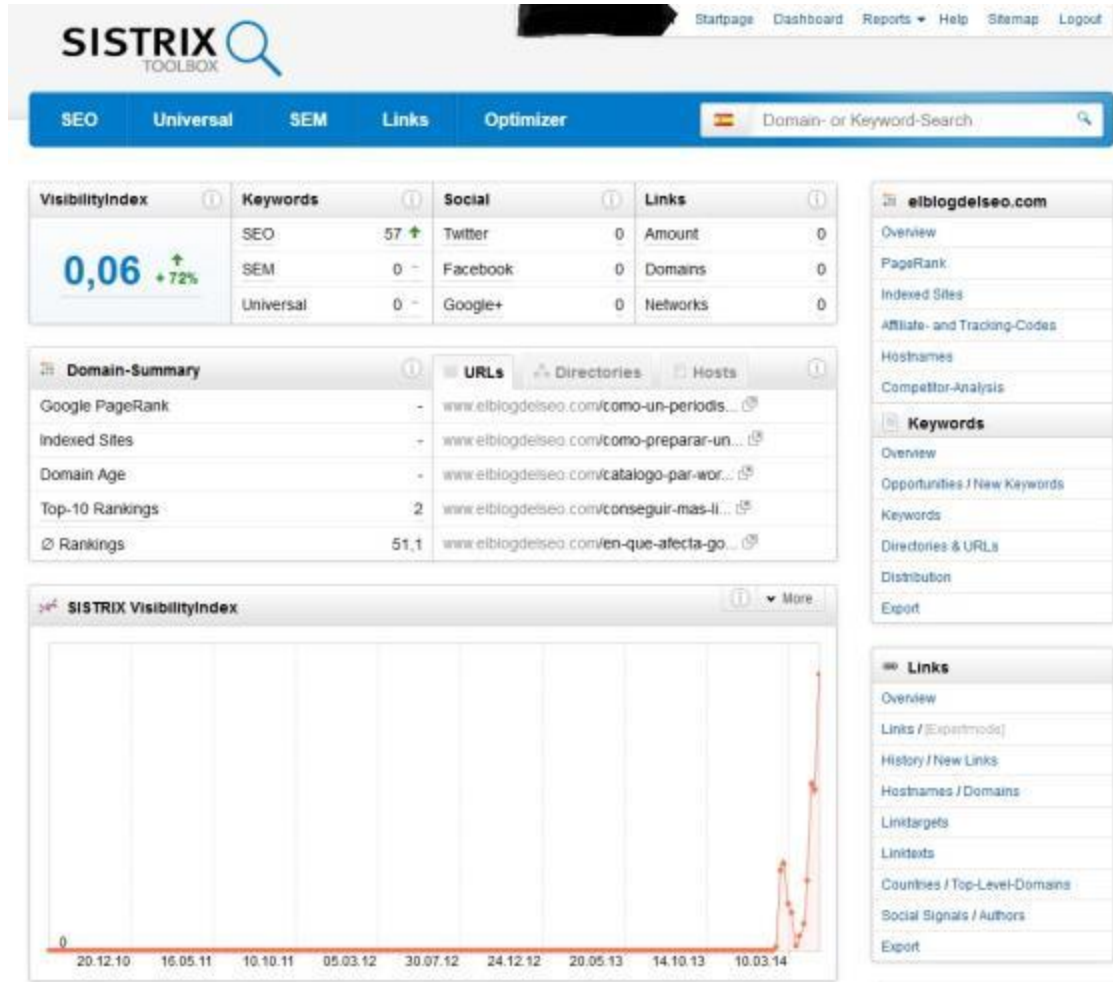 Startpage Dashboard Reports Help Sitemap Logout
SISTRIX
TOOLBOX
SEO Universal SEM Links Optimizer Domain- or Keyword-Search
VisibilityIndex Keywords Social Links
0,06 + 72%
SEO 57 Twitter 0 Amount 0
SEM 0 - Facebook 0 Domains 0
Universal 0 - Google+ 0 Networks 0
Domain-Summary URLs Directories Hosts
Google PageRank - www.elblogdelseo.com/como-un-periodis...
Indexed Sites - www.elblogdelseo.com/como-preparar-un...
Domain Age - www.elblogdelseo.com/catalogo-par-wor...
Top-10 Rankings 2 www.elblogdelseo.com/conseguir-mas-li...
Ø Rankings 51,1 www.elblogdelseo.com/en-que-afecta-go...
SISTRIX VisibilityIndex More
0
20.12.10 16.05.11 10.10.11 05.03.12 30.07.12 24.12.12 20.05.13 14.10.13 10.03.14
elblogdelseo.com
Overview
PageRank
Indexed Sites
Affiliate- and Tracking-Codes
Hostnames
Competitor-Analysis
Keywords
Overview
Opportunities / New Keywords
Keywords
Directories & URLs
Distribution
Export
Links
Overview
Links / [Expertmode]
History / New Links
Hostnames / Domains
Linktargets
Linktexts
Countries / Top-Level-Domains
Social Signals / Authors
Export